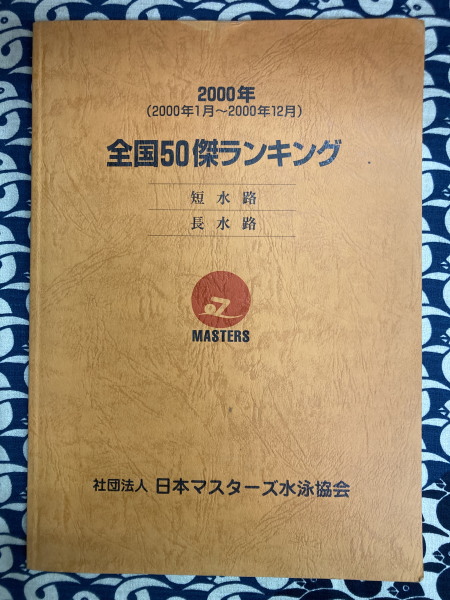 2000年
(2000年1月～2000年12月)
全国50傑ランキング
短水路
長水路
MASTERS
社団法人 日本マスターズ水泳協会